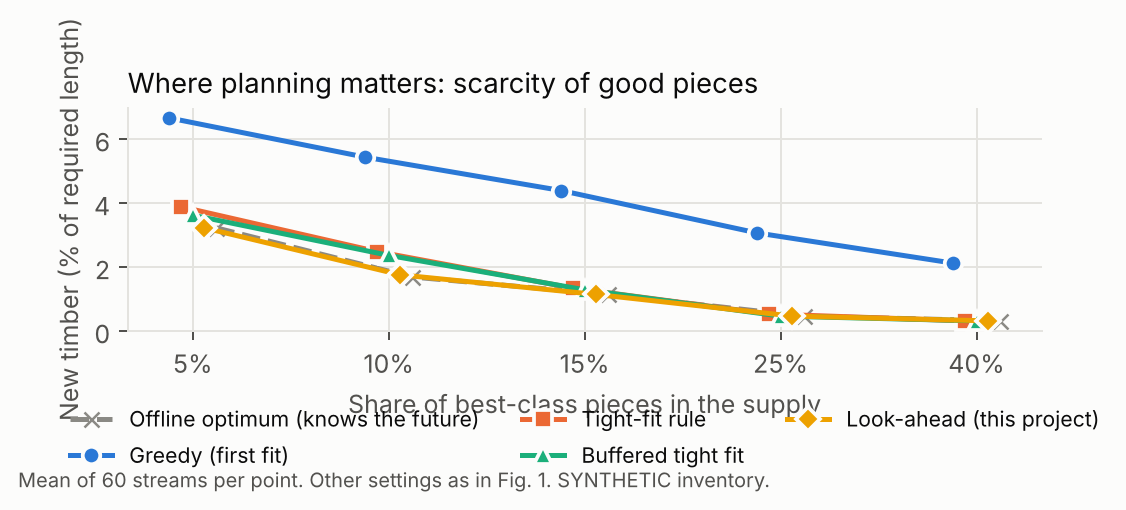 Where planning matters: scarcity of good pieces
New timber (% of required length)
6
4
2
0
5% 10% 15% 25% 40%
Share of best-class pieces in the supply
Offline optimum (knows the future) Tight-fit rule Look-ahead (this project)
Greedy (first fit) Buffered tight fit
Mean of 60 streams per point. Other settings as in Fig. 1. SYNTHETIC inventory.